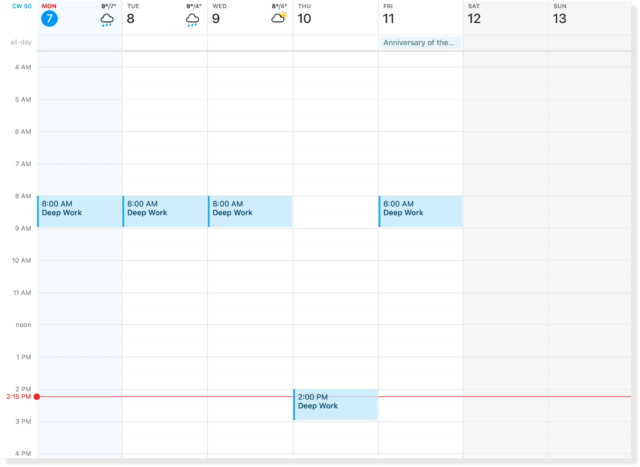 CW 50
MON
7
9°/7°
TUE
8
9°/4°
WED
9
8°/4°
THU
10
FRI
11
SAT
12
SUN
13
all-day
Anniversary of the...
4 AM
5 AM
6 AM
7 AM
8 AM
8:00 AM
Deep Work
8:00 AM
Deep Work
8:00 AM
Deep Work
8:00 AM
Deep Work
9 AM
10 AM
11 AM
noon
1 PM
2 PM
2:15 PM
2:00 PM
Deep Work
3 PM
4 PM